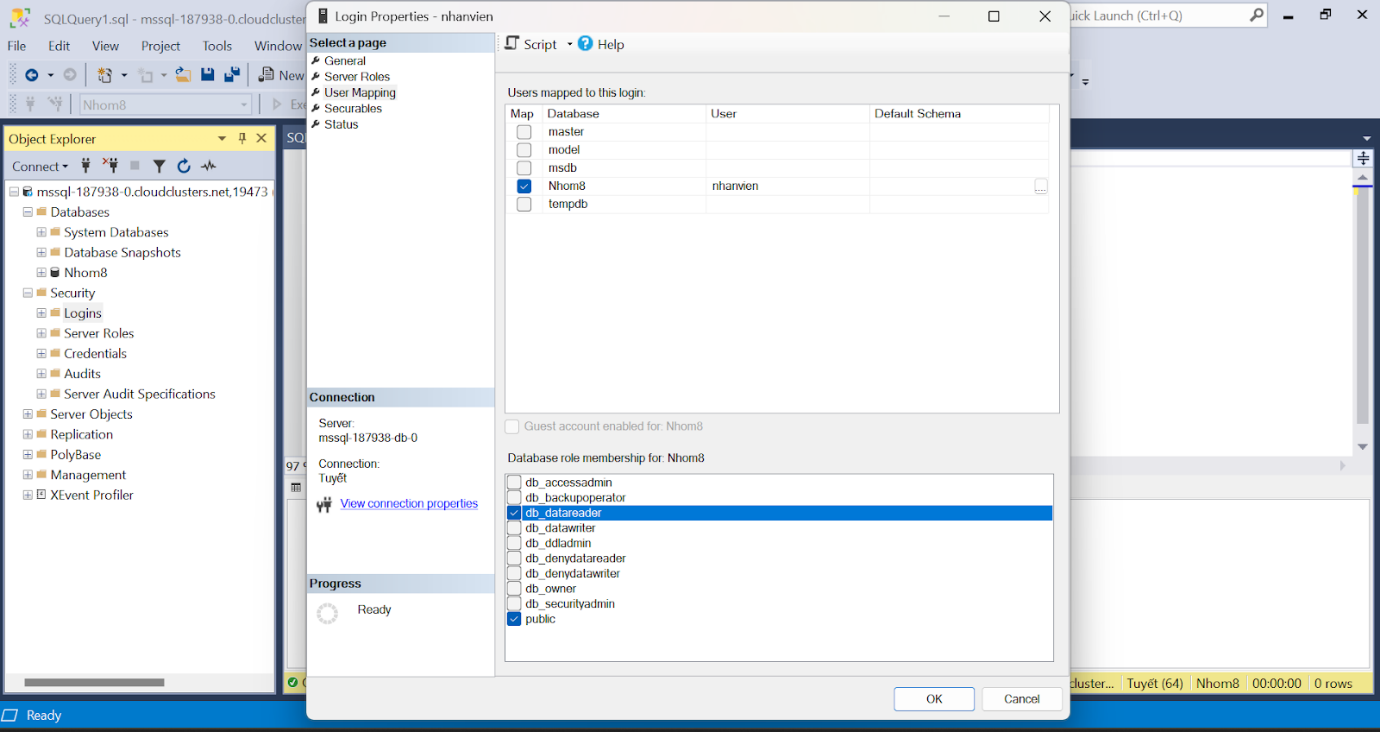 SQLQuery1.sql - mssql-187938-0.cloudcluster
Quick Launch (Ctrl+Q)
File Edit View Project Tools Window
New
Nhom8
Object Explorer
Connect
mssql-187938-0.cloudclusters.net,19473
Databases
System Databases
Database Snapshots
Nhom8
Security
Logins
Server Roles
Credentials
Audits
Server Audit Specifications
Server Objects
Replication
PolyBase
Management
XEvent Profiler
97
Login Properties - nhanvien
Select a page
General
Server Roles
User Mapping
Securables
Status
Connection
Server:
mssql-187938-db-0
Connection:
Tuyết
View connection properties
Progress
Ready
Script Help
Users mapped to this login:
Map Database User Default Schema
master
model
msdb
Nhom8 nhanvien ...
tempdb
Guest account enabled for: Nhom8
Database role membership for: Nhom8
db_accessadmin
db_backupoperator
db_datareader
db_datawriter
db_ddladmin
db_denydatareader
db_denydatawriter
db_owner
db_securityadmin
public
OK Cancel
cluster... Tuyết (64) Nhom8 00:00:00 0 rows
Ready